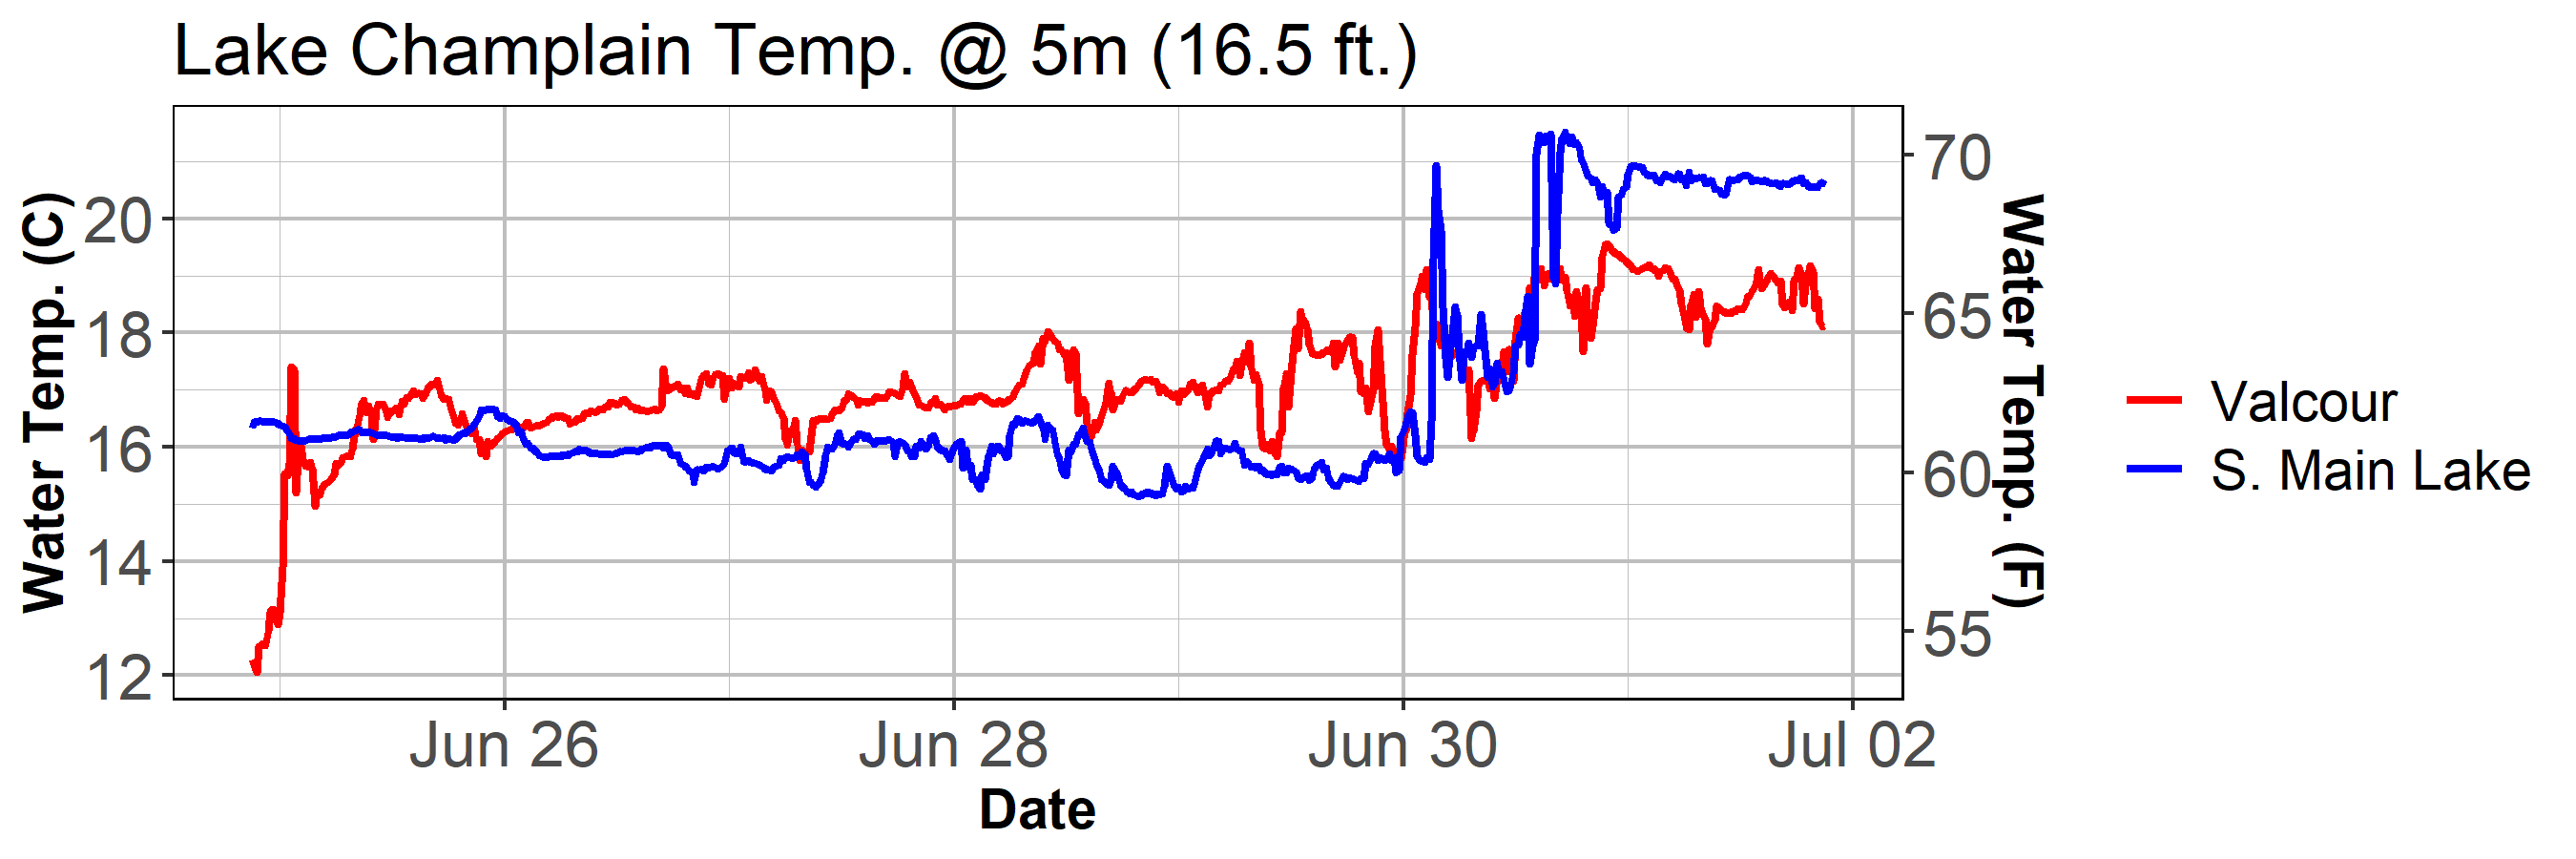 Lake Champlain Temp. @ 5m (16.5 ft.)
Water Temp. (C)
20
18
16
14
12
70
65
60
55
Water Temp. (F)
Jun 26
Jun 28
Jun 30
Jul 02
Date
Valcour
S. Main Lake